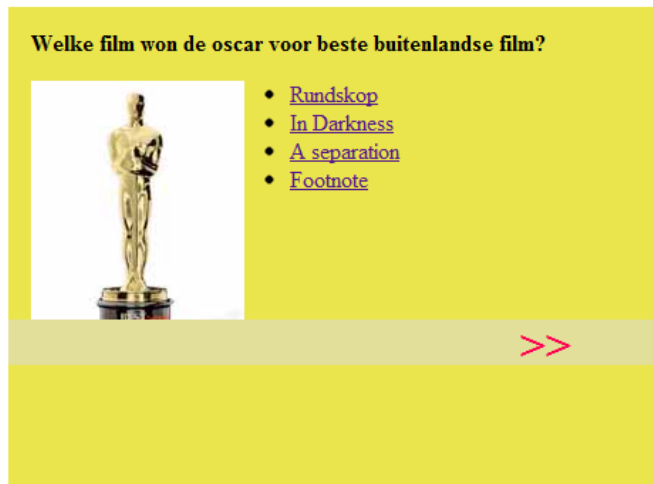 Welke film won de oscar voor beste buitenlandse film?
Rundskop
In Darkness
A separation
Footnote
>>